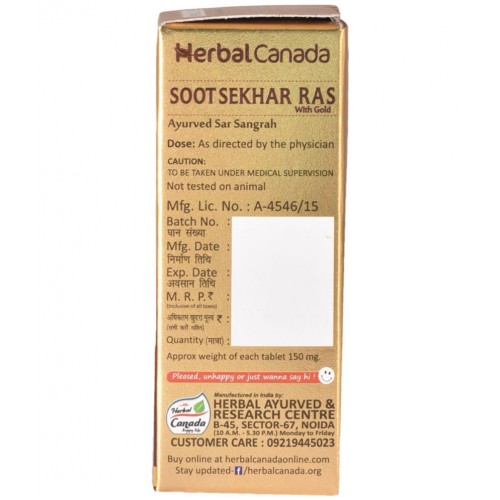 HerbalCanada
SOOTSEKHAR RAS
With Gold
Ayurved Sar Sangrah
Dose: As directed by the physician
CAUTION:
TO BE TAKEN UNDER MEDICAL SUPERVISION
Not tested on animal
Mfg. Lic. No. : A-4546/15
Batch No. :
घान संख्या
Mfg. Date :
निर्माण तिथि
Exp. Date :
अवसान तिथि
M. R. P.₹ :
(Inclusive of all taxes)
अधिकतम खुदरा मूल्य ₹ :
(सभी करों सहित)
Quantity (मात्रा) :
Approx weight of each tablet 150 mg.
Pleased, unhappy or just wanna say hi !
Manufactured in India by:
HERBAL AYURVED &
RESEARCH CENTRE
B-45, SECTOR-67, NOIDA
(10 A.M. - 5.30 P.M.) Monday to Friday
Herbal
Canada
Happy life
CUSTOMER CARE : 09219445023
Buy online at herbalcanadaonline.com
Stay updated-f/herbalcanada.org